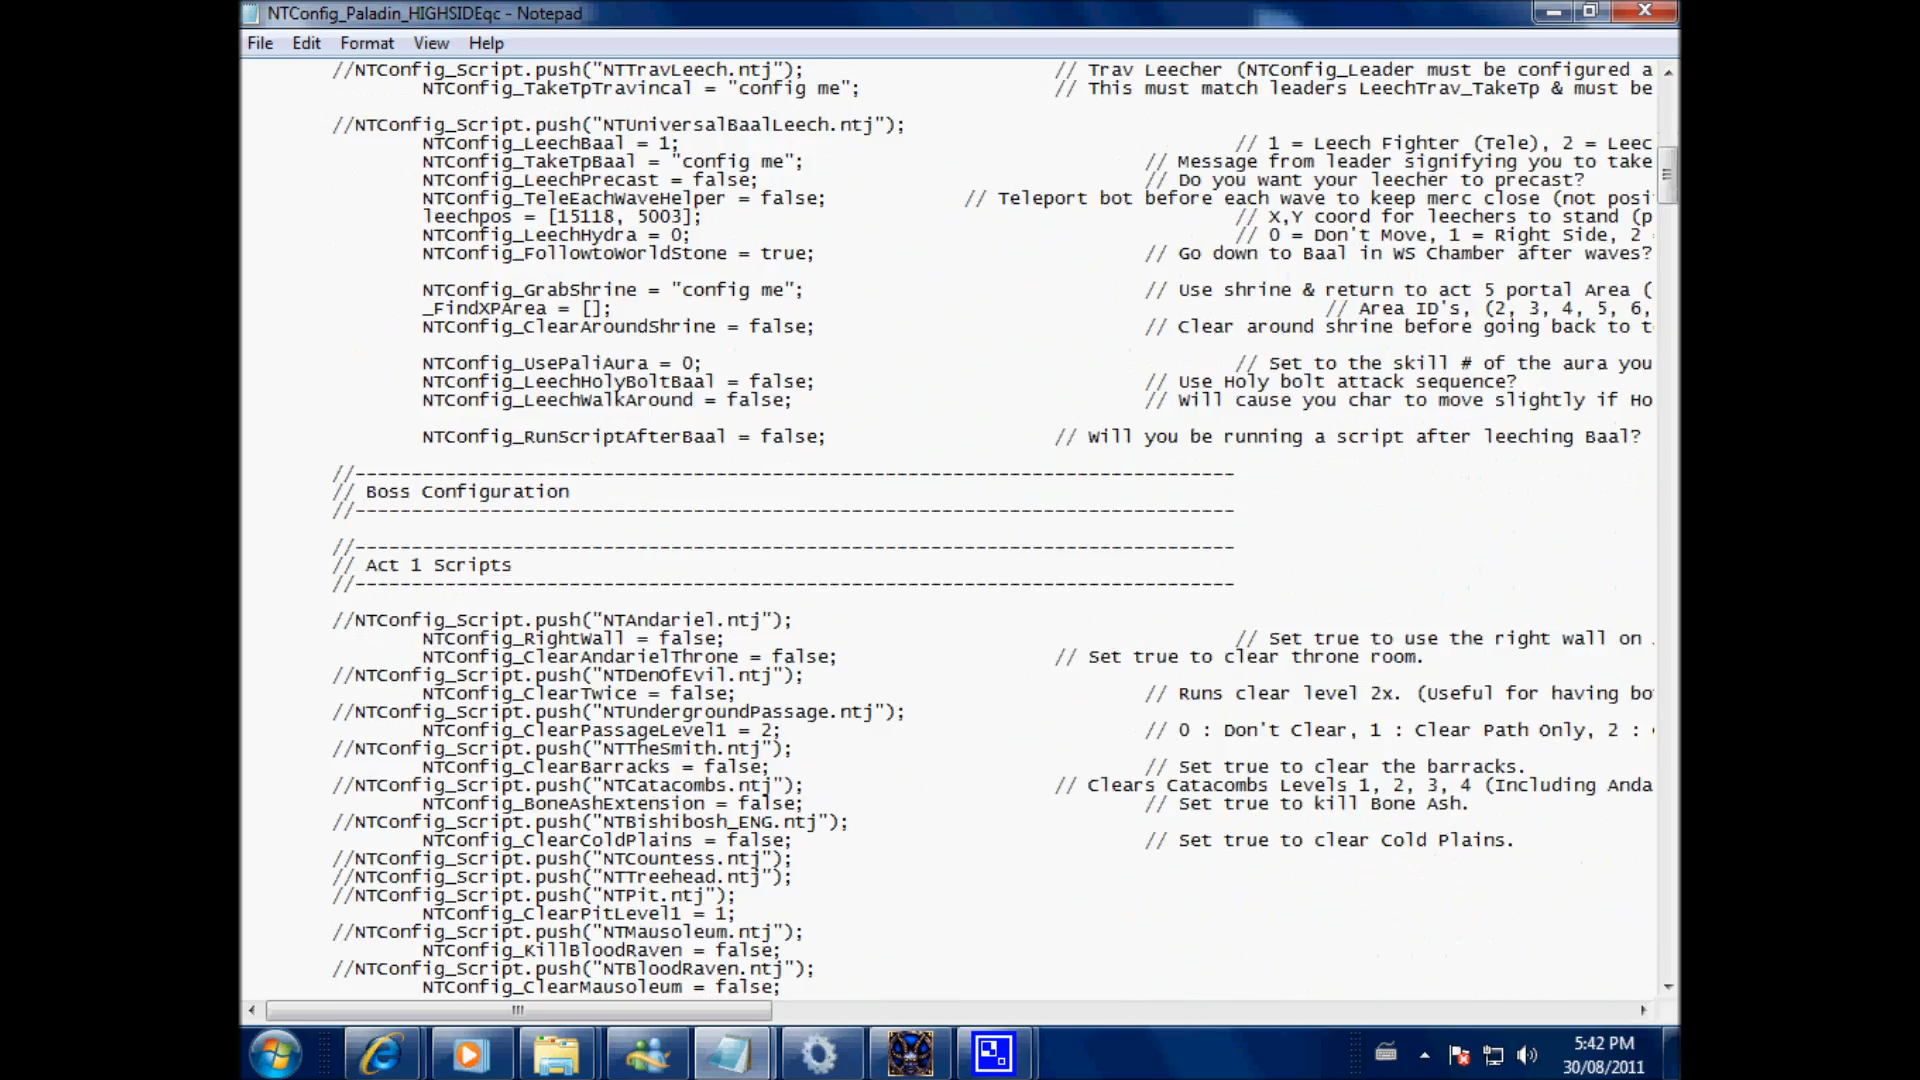 NTConfig_Paladin_HIGHSIDEqc - Notepad
File Edit Format View Help
//NTConfig_Script.push("NTTravLeech.ntj"); // Trav Leecher (NTConfig_Leader must be configured a
NTConfig_TakeTpTravincal = "config me"; // This must match leaders LeechTrav_TakeTp & must be
//NTConfig_Script.push("NTUniversalBaalLeech.ntj");
NTConfig_LeechBaal = 1; // 1 = Leech Fighter (Tele), 2 = Leec
NTConfig_TakeTpBaal = "config me"; // Message from leader signifying you to take
NTConfig_LeechPrecast = false; // Do you want your leecher to precast?
NTConfig_TeleEachWaveHelper = false; // Teleport bot before each wave to keep merc close (not posi
leechpos = [15118, 5003]; // X,Y coord for leechers to stand (p
NTConfig_LeechHydra = 0; // 0 = Don't Move, 1 = Right Side, 2 =
NTConfig_FollowtoWorldStone = true; // Go down to Baal in WS Chamber after waves?
NTConfig_GrabShrine = "config me"; // Use shrine & return to act 5 portal Area (
_FindXPArea = []; // Area ID's, (2, 3, 4, 5, 6,
NTConfig_ClearAroundShrine = false; // Clear around shrine before going back to t
NTConfig_UsePaliAura = 0; // Set to the skill # of the aura you
NTConfig_LeechHolyBoltBaal = false; // Use Holy bolt attack sequence?
NTConfig_LeechWalkAround = false; // Will cause you char to move slightly if Ho
NTConfig_RunScriptAfterBaal = false; // Will you be running a script after leeching Baal?
//------------------------------------------------------------------------------
// Boss Configuration
//------------------------------------------------------------------------------
//------------------------------------------------------------------------------
// Act 1 Scripts
//------------------------------------------------------------------------------
//NTConfig_Script.push("NTAndariel.ntj");
NTConfig_RightWall = false; // Set true to use the right wall on
NTConfig_ClearAndarielThrone = false; // Set true to clear throne room.
//NTConfig_Script.push("NTDenOfEvil.ntj");
NTConfig_ClearTwice = false; // Runs clear level 2x. (Useful for having bo
//NTConfig_Script.push("NTUndergroundPassage.ntj");
NTConfig_ClearPassageLevel1 = 2; // 0 : Don't Clear, 1 : Clear Path Only, 2 :
//NTConfig_Script.push("NTTheSmith.ntj");
NTConfig_ClearBarracks = false; // Set true to clear the barracks.
//NTConfig_Script.push("NTCatacombs.ntj"); // Clears Catacombs Levels 1, 2, 3, 4 (Including Anda
NTConfig_BoneAshExtension = false; // Set true to kill Bone Ash.
//NTConfig_Script.push("NTBishibosh_ENG.ntj");
NTConfig_ClearColdPlains = false; // Set true to clear Cold Plains.
//NTConfig_Script.push("NTCountess.ntj");
//NTConfig_Script.push("NTTreehead.ntj");
//NTConfig_Script.push("NTPit.ntj");
NTConfig_ClearPitLevel1 = 1;
//NTConfig_Script.push("NTMausoleum.ntj");
NTConfig_KillBloodRaven = false;
//NTConfig_Script.push("NTBloodRaven.ntj");
NTConfig_ClearMausoleum = false;
5:42 PM
30/08/2011